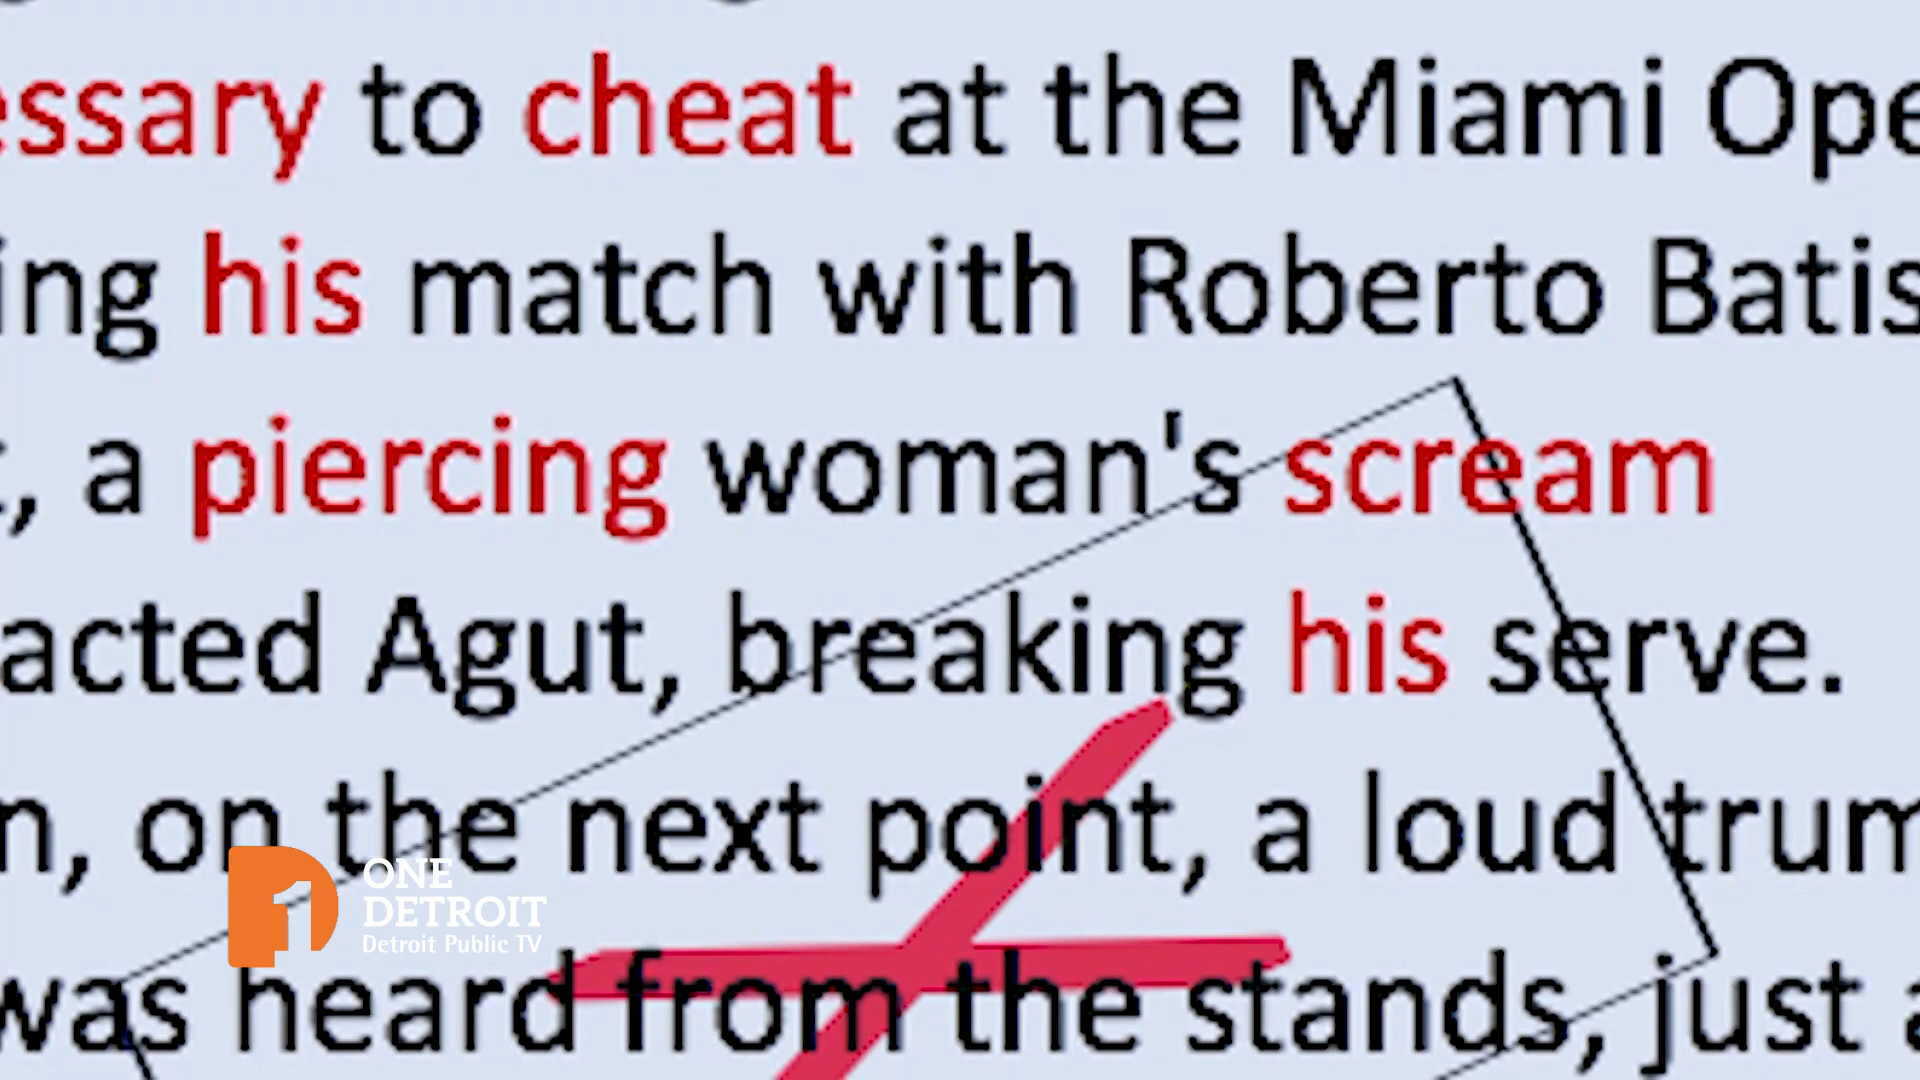 essary to cheat at the Miami Ope
ing his match with Roberto Batis
, a piercing woman's scream
acted Agut, breaking his serve.
n, on the next point, a loud trum
was heard from the stands, just a
1
ONE
DETROIT
Detroit Public TV